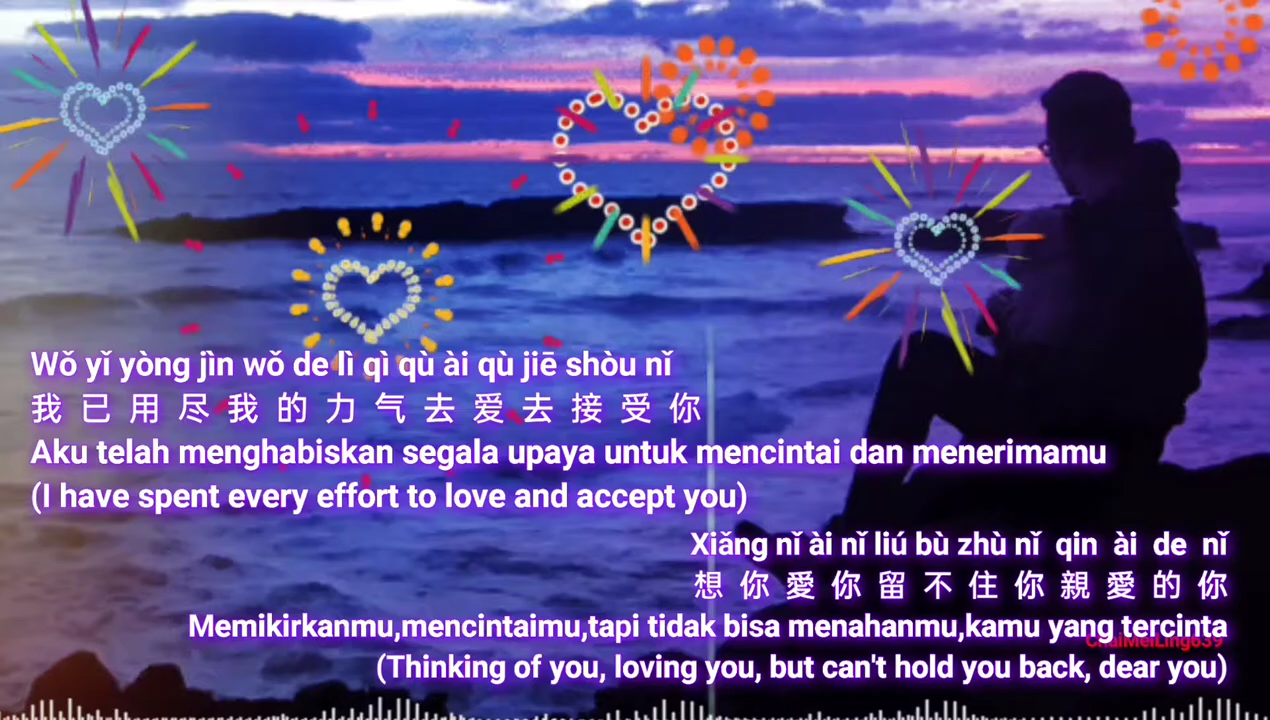 Wǒ yǐ yòng jìn wǒ de lì qì qù ài qù jiē shòu nǐ
我 已 用 尽 我 的 力 气 去 爱 去 接 受 你
Aku telah menghabiskan segala upaya untuk mencintai dan menerimamu
(I have spent every effort to love and accept you)
Xiǎng nǐ ài nǐ liú bù zhù nǐ qin ài de nǐ
想 你 愛 你 留 不 住 你 親 愛 的 你
Memikirkanmu,mencintaimu,tapi tidak bisa menahanmu,kamu yang tercinta
ChaiMeiLing639
(Thinking of you, loving you, but can't hold you back, dear you)